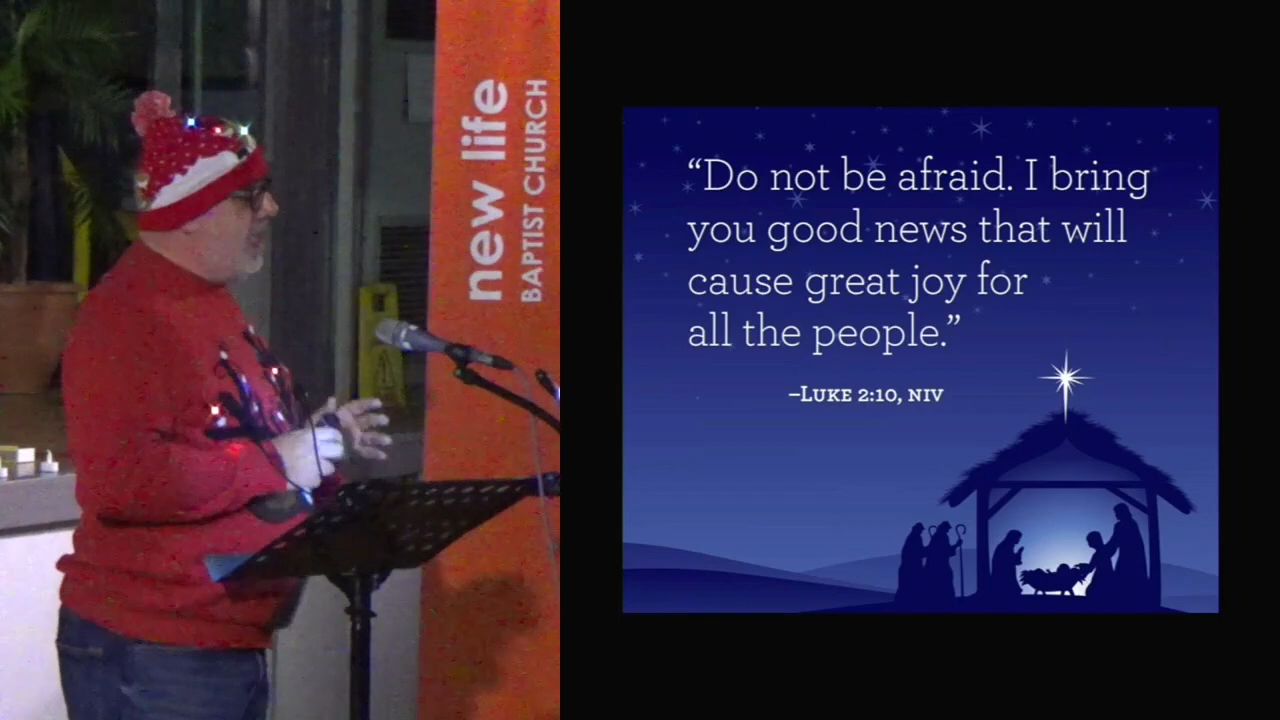 new life
BAPTIST CHURCH
“Do not be afraid. I bring
you good news that will
cause great joy for
all the people.”
–LUKE 2:10, NIV